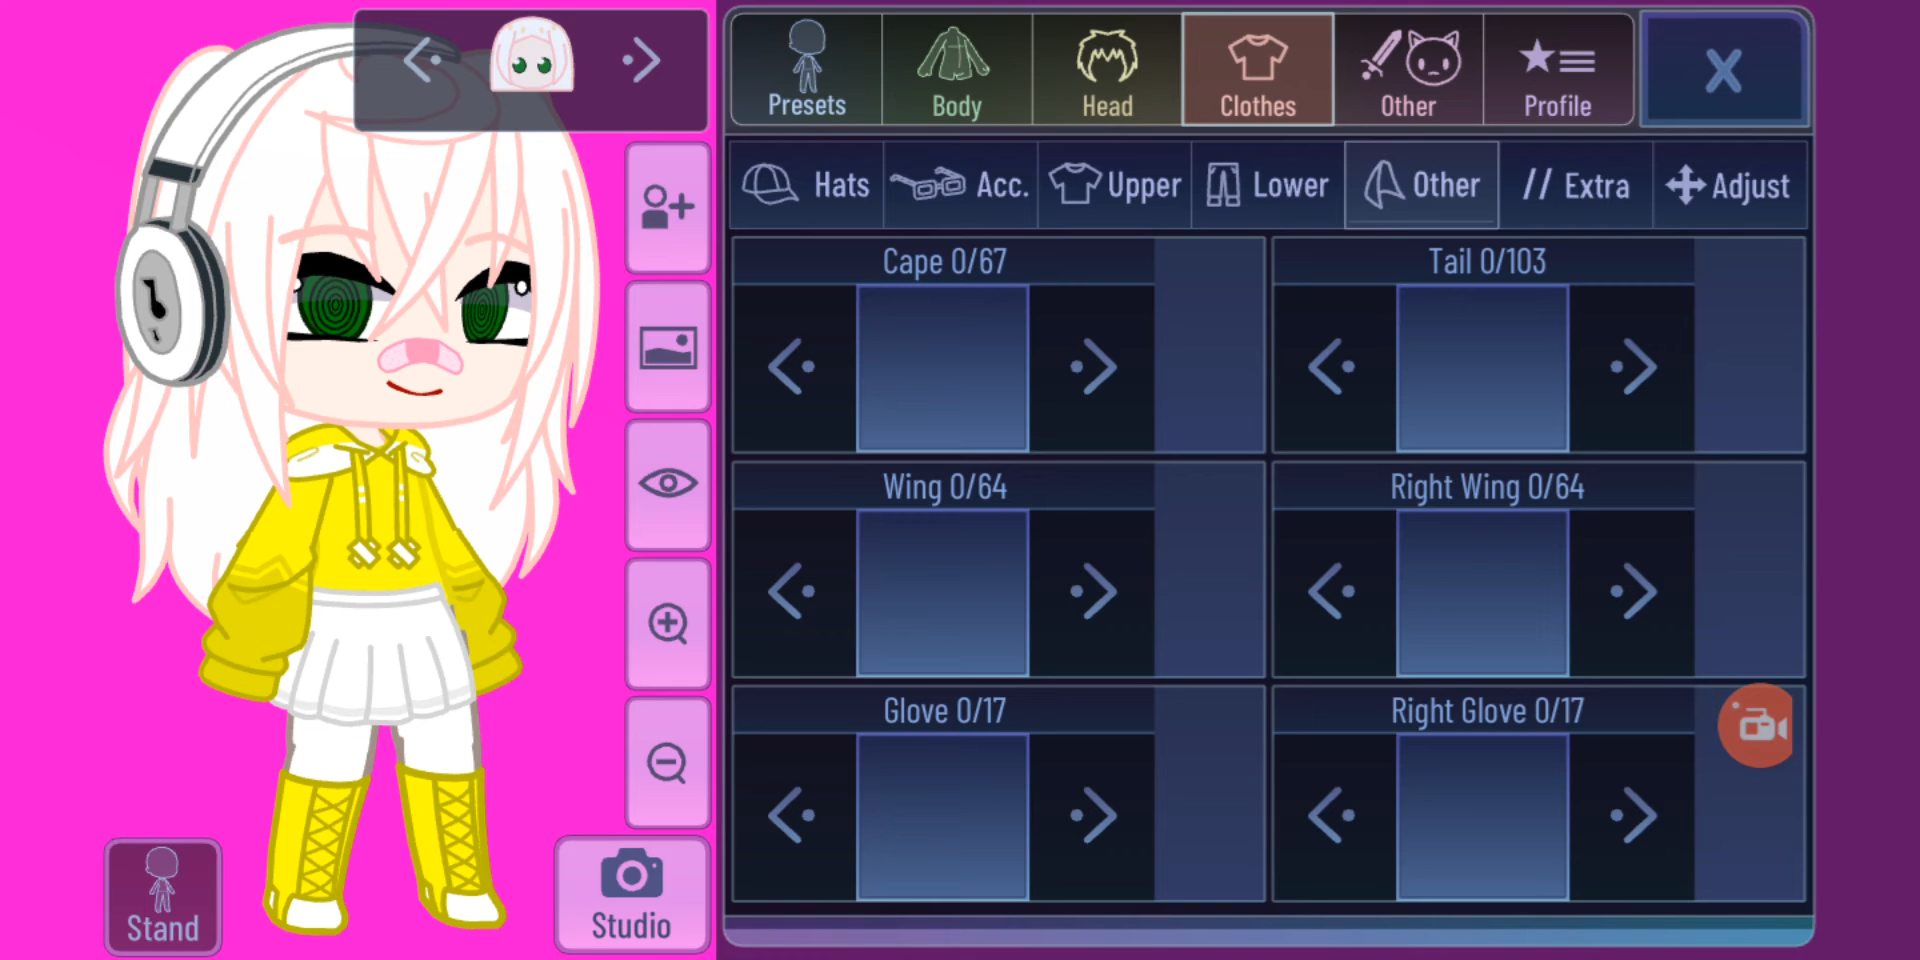 Presets
Body
Head
Clothes
Other
Profile
X
Hats
Acc.
Upper
Lower
Other
Extra
Adjust
Cape 0/67
Tail 0/103
Wing 0/64
Right Wing 0/64
Glove 0/17
Right Glove 0/17
Stand
Studio